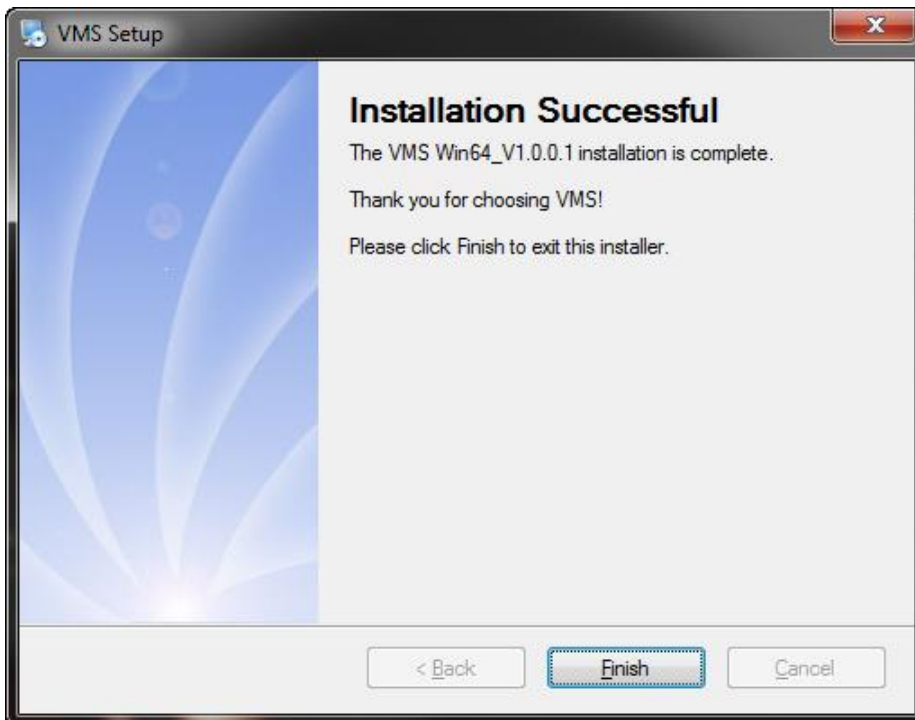 VMS Setup
Installation Successful
The VMS Win64_V1.0.0.1 installation is complete.
Thank you for choosing VMS!
Please click Finish to exit this installer.
< Back
Finish
Cancel